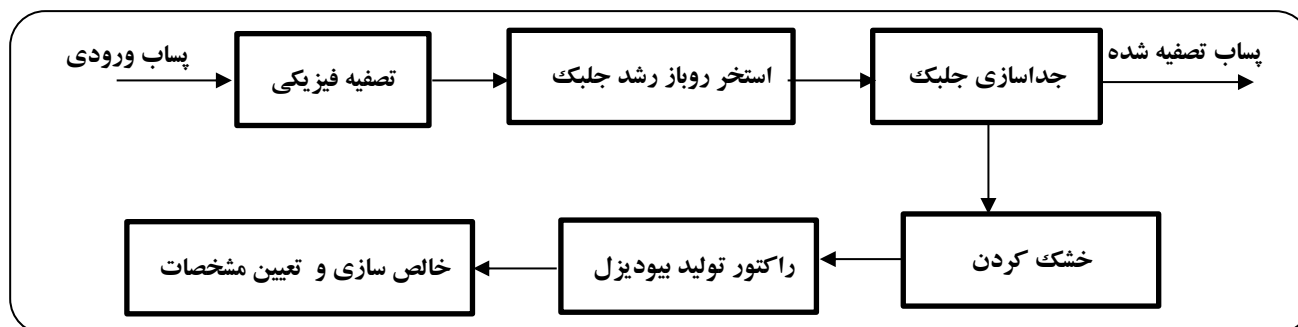 پساب ورودی
تصفیه فیزیکی
استخر روباز رشد جلبک
جداسازی جلبک
پساب تصفیه شده
خشک کردن
راکتور تولید بیودیزل
خالص سازی و تعیین مشخصات